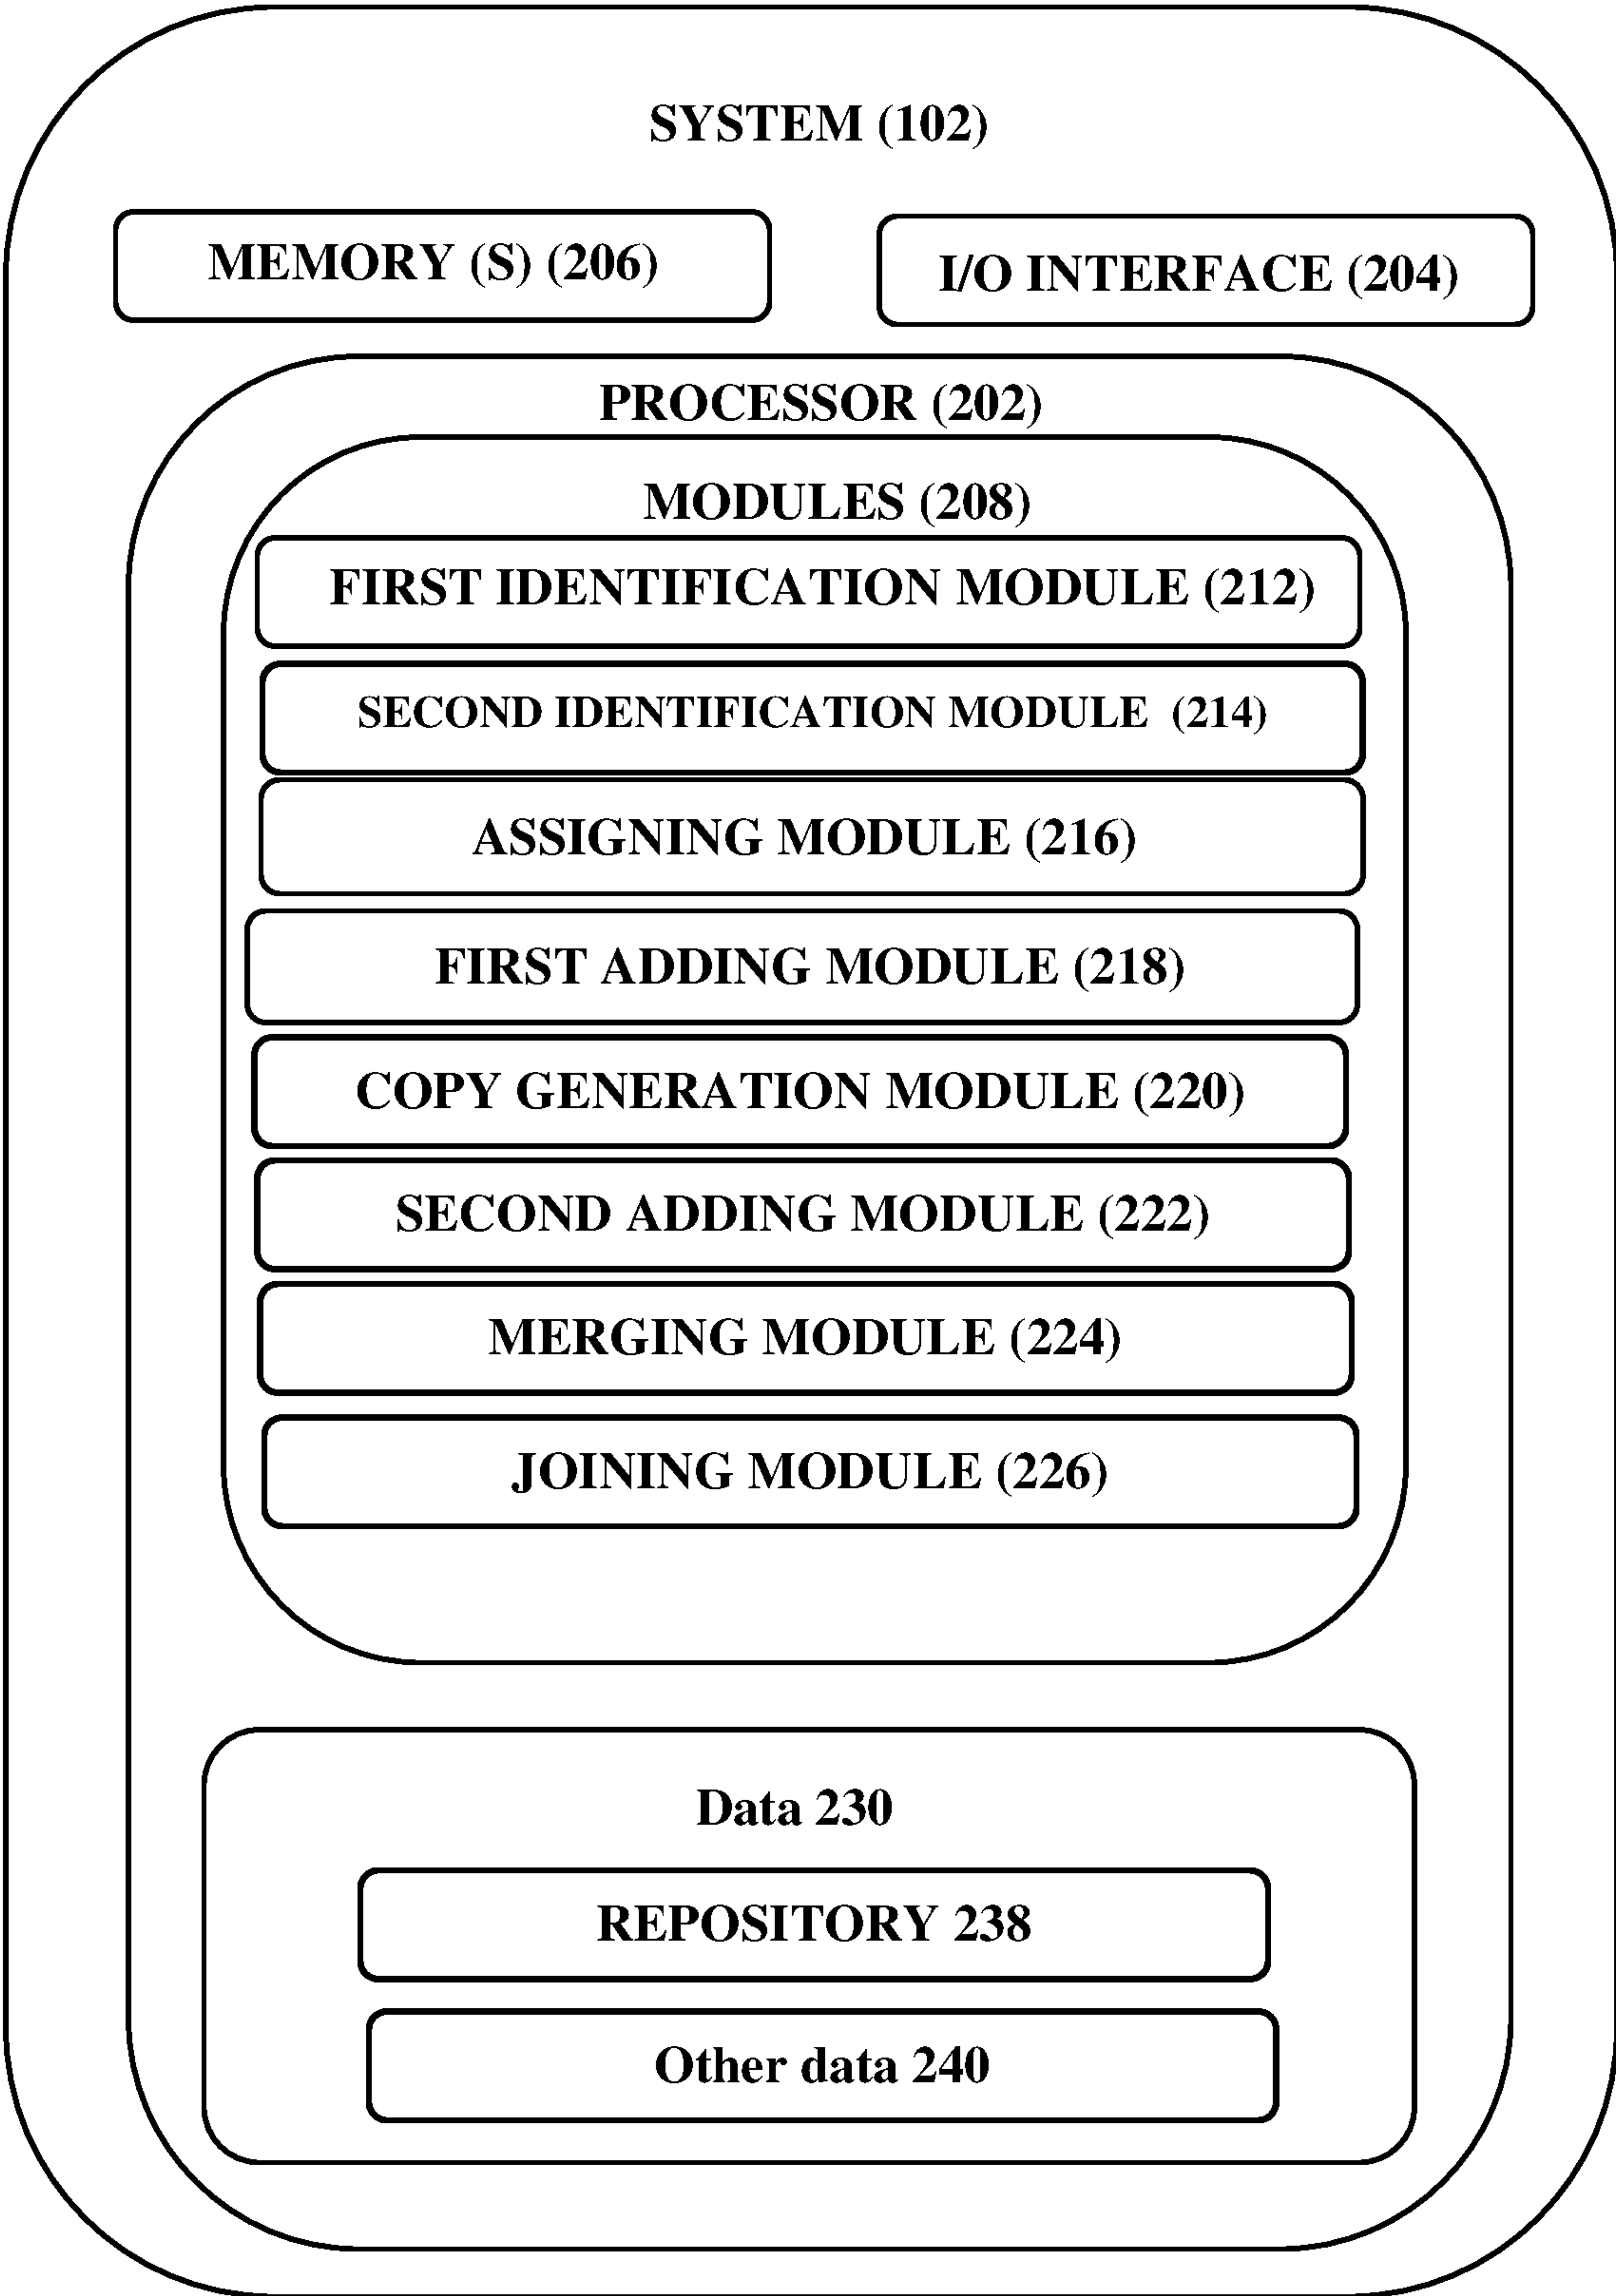 SYSTEM (102)
MEMORY (S) (206)
I/O INTERFACE (204)
PROCESSOR (202)
MODULES (208)
FIRST IDENTIFICATION MODULE (212)
SECOND IDENTIFICATION MODULE (214)
ASSIGNING MODULE (216)
FIRST ADDING MODULE (218)
COPY GENERATION MODULE (220)
SECOND ADDING MODULE (222)
MERGING MODULE (224)
JOINING MODULE (226)
Data 230
REPOSITORY 238
Other data 240